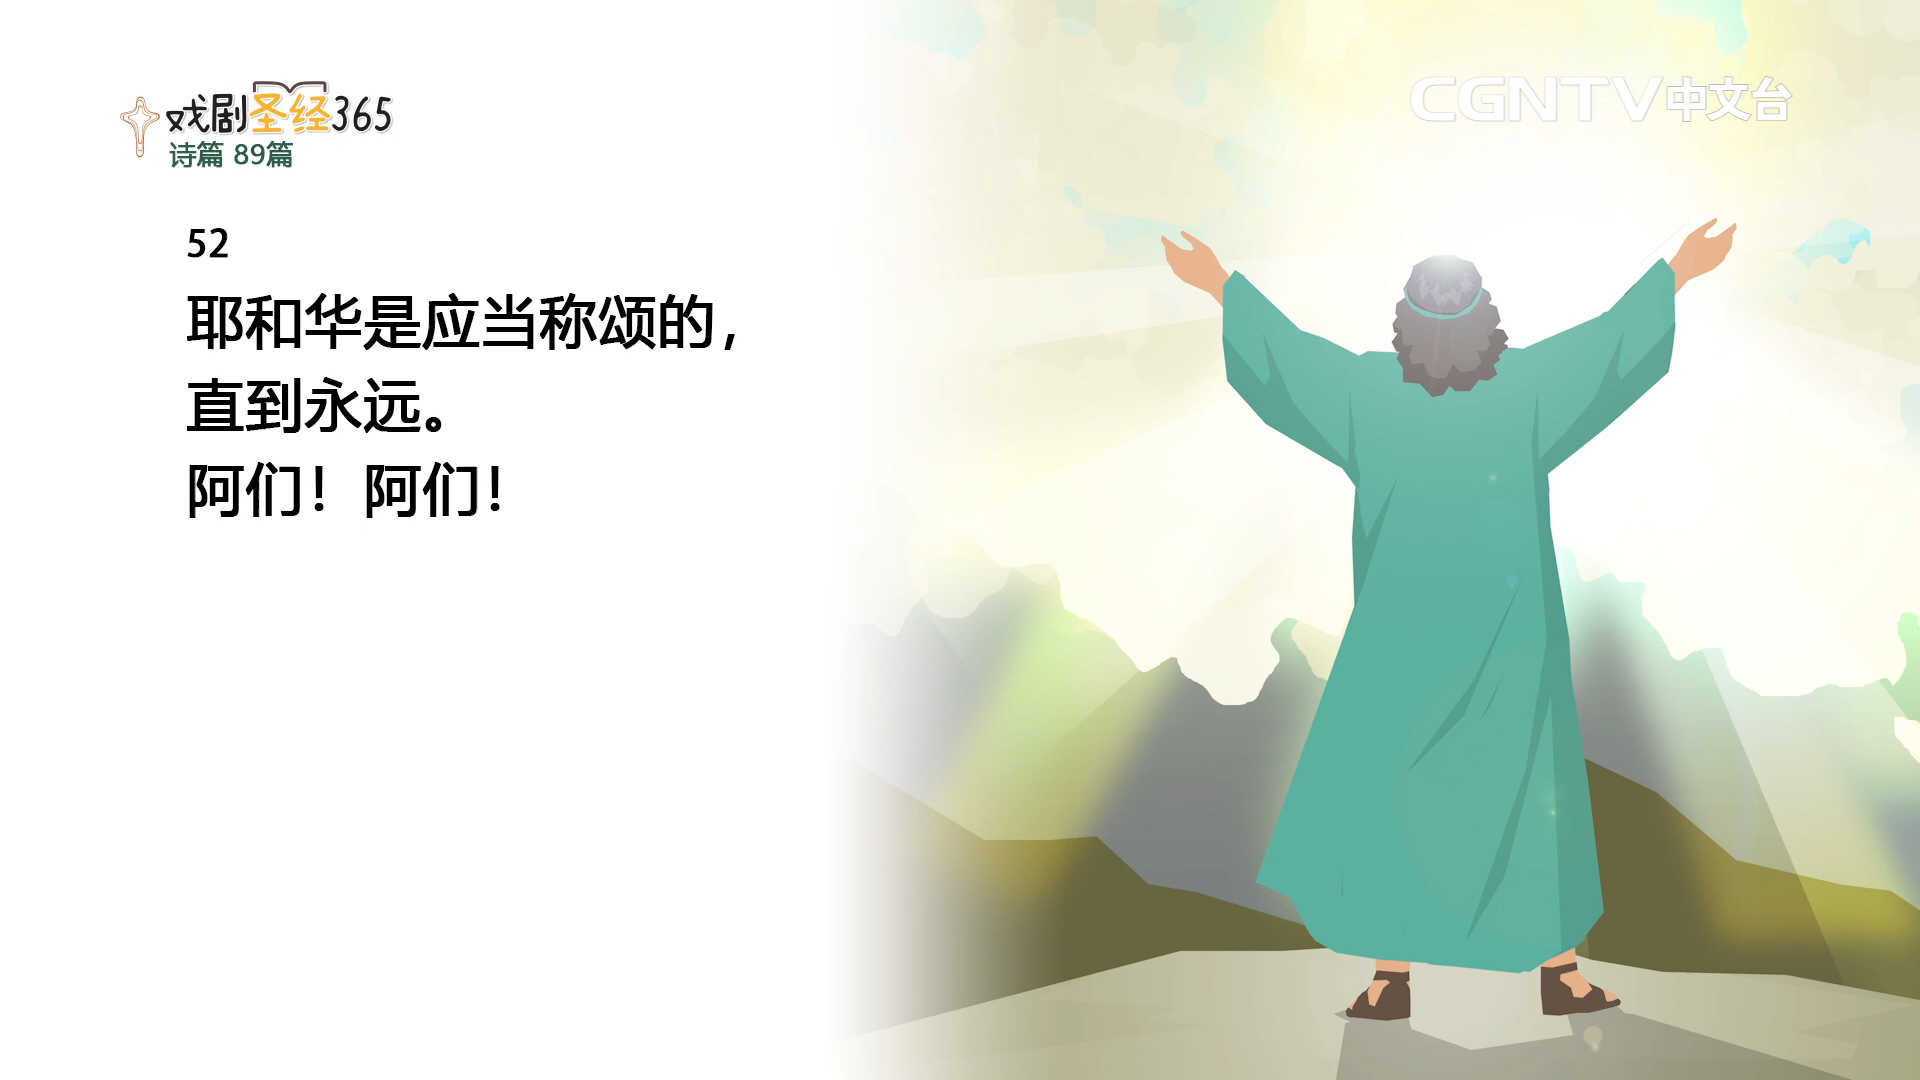 戏剧圣经365
诗篇 89篇
CGNTV中文台
52
耶和华是应当称颂的，
直到永远。
阿们！阿们！